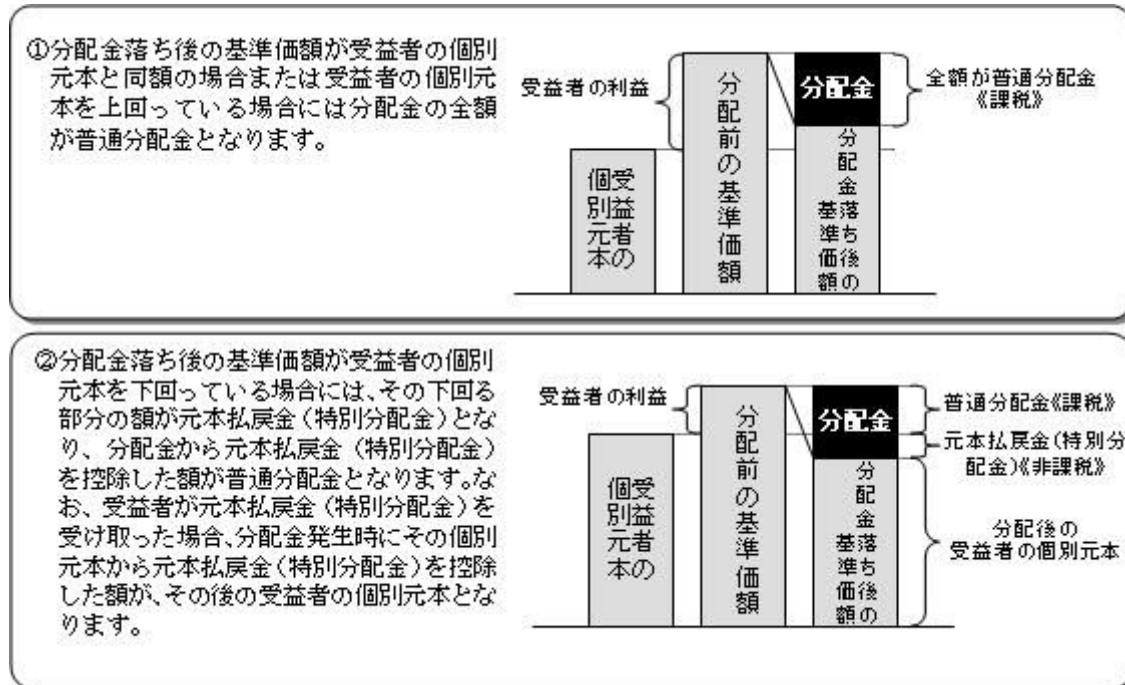 ①分配金落ち後の基準価額が受益者の個別
元本と同額の場合または受益者の個別元
本を上回っている場合には分配金の全額
が普通分配金となります。
受益者の利益
受益者の
個別元本
分配前の基準価額
分配金
分配金落ち後の
基準価額
全額が普通分配金
《課税》
②分配金落ち後の基準価額が受益者の個別
元本を下回っている場合には、その下回る
部分の額が元本払戻金(特別分配金)とな
り、分配金から元本払戻金(特別分配金)
を控除した額が普通分配金となります。な
お、受益者が元本払戻金(特別分配金)を
受け取った場合、分配金発生時にその個別
元本から元本払戻金(特別分配金)を控除
した額が、その後の受益者の個別元本とな
ります。
受益者の利益
受益者の
個別元本
分配前の基準価額
分配金
分配金落ち後の
基準価額
普通分配金《課税》
元本払戻金(特別分
配金)《非課税》
分配後の
受益者の個別元本